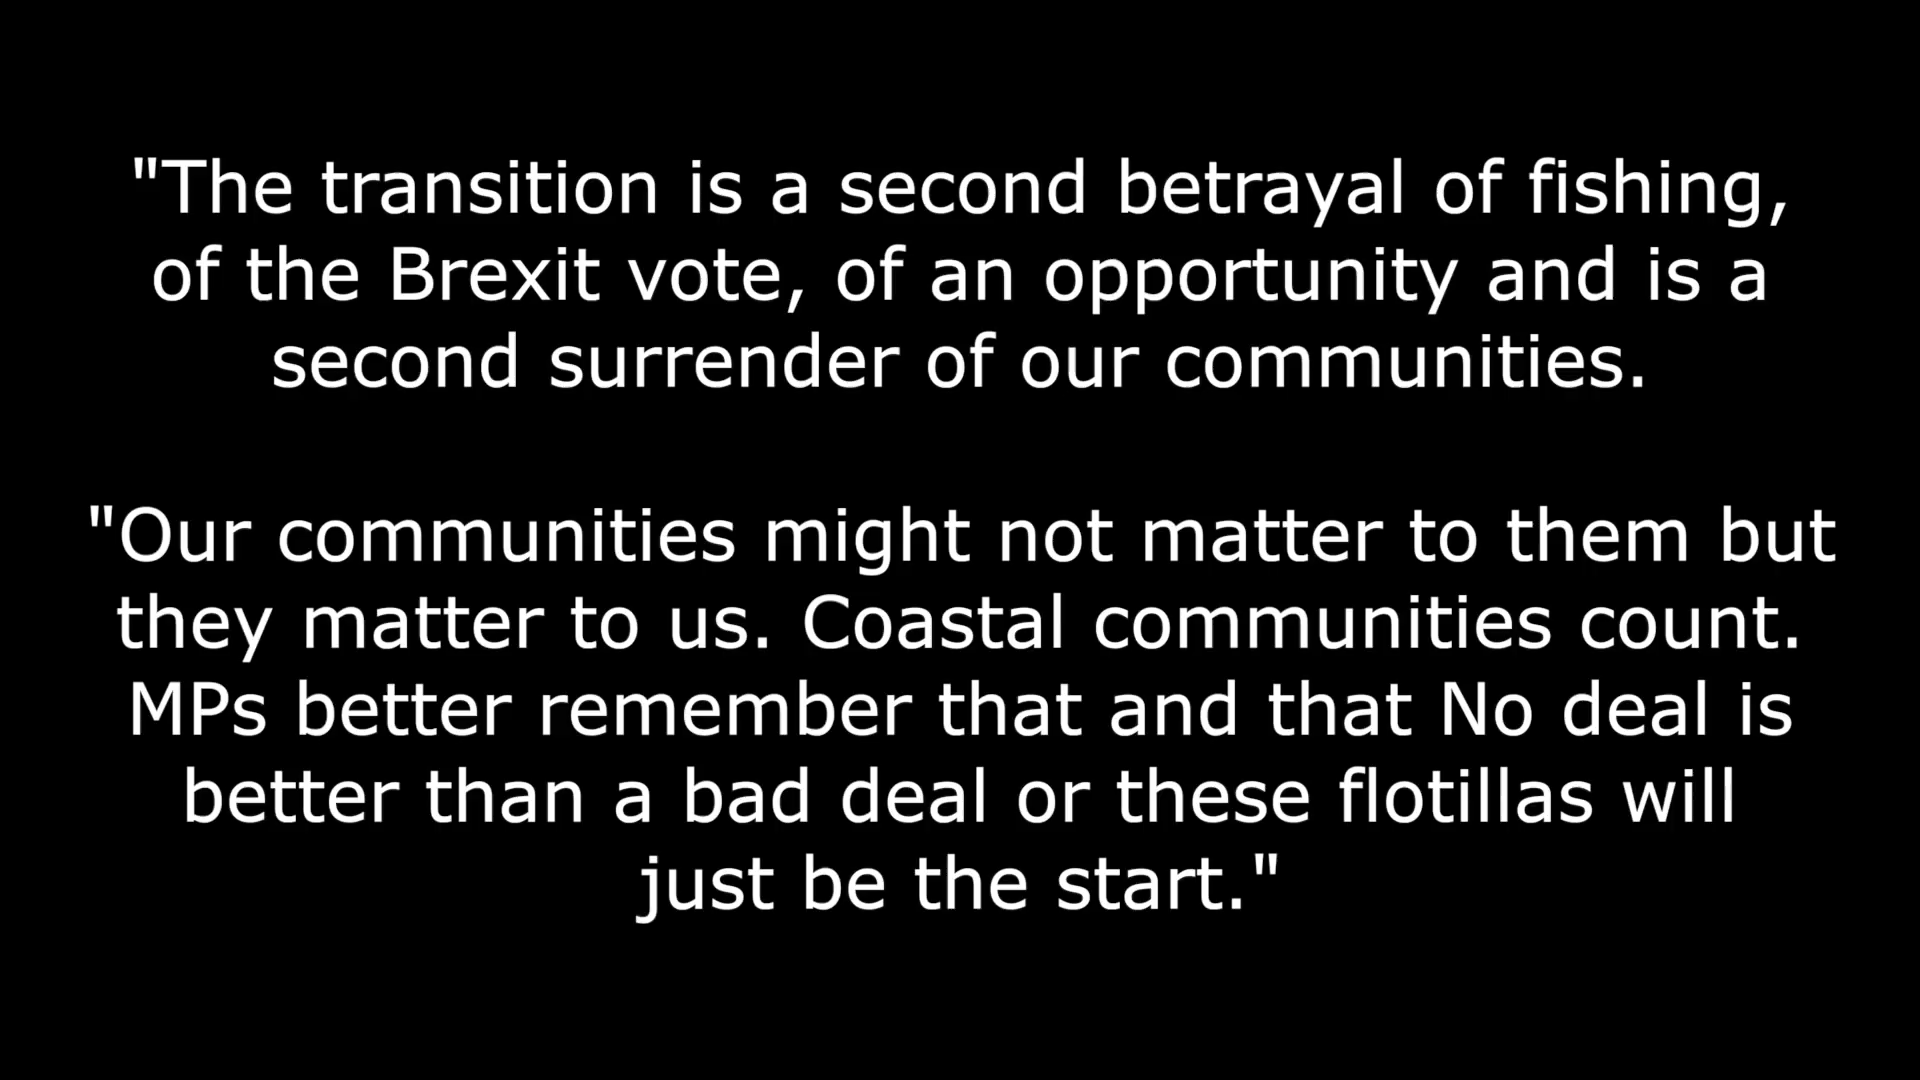 "The transition is a second betrayal of fishing,
of the Brexit vote, of an opportunity and is a
second surrender of our communities.
"Our communities might not matter to them but
they matter to us. Coastal communities count.
MPs better remember that and that No deal is
better than a bad deal or these flotillas will
just be the start."